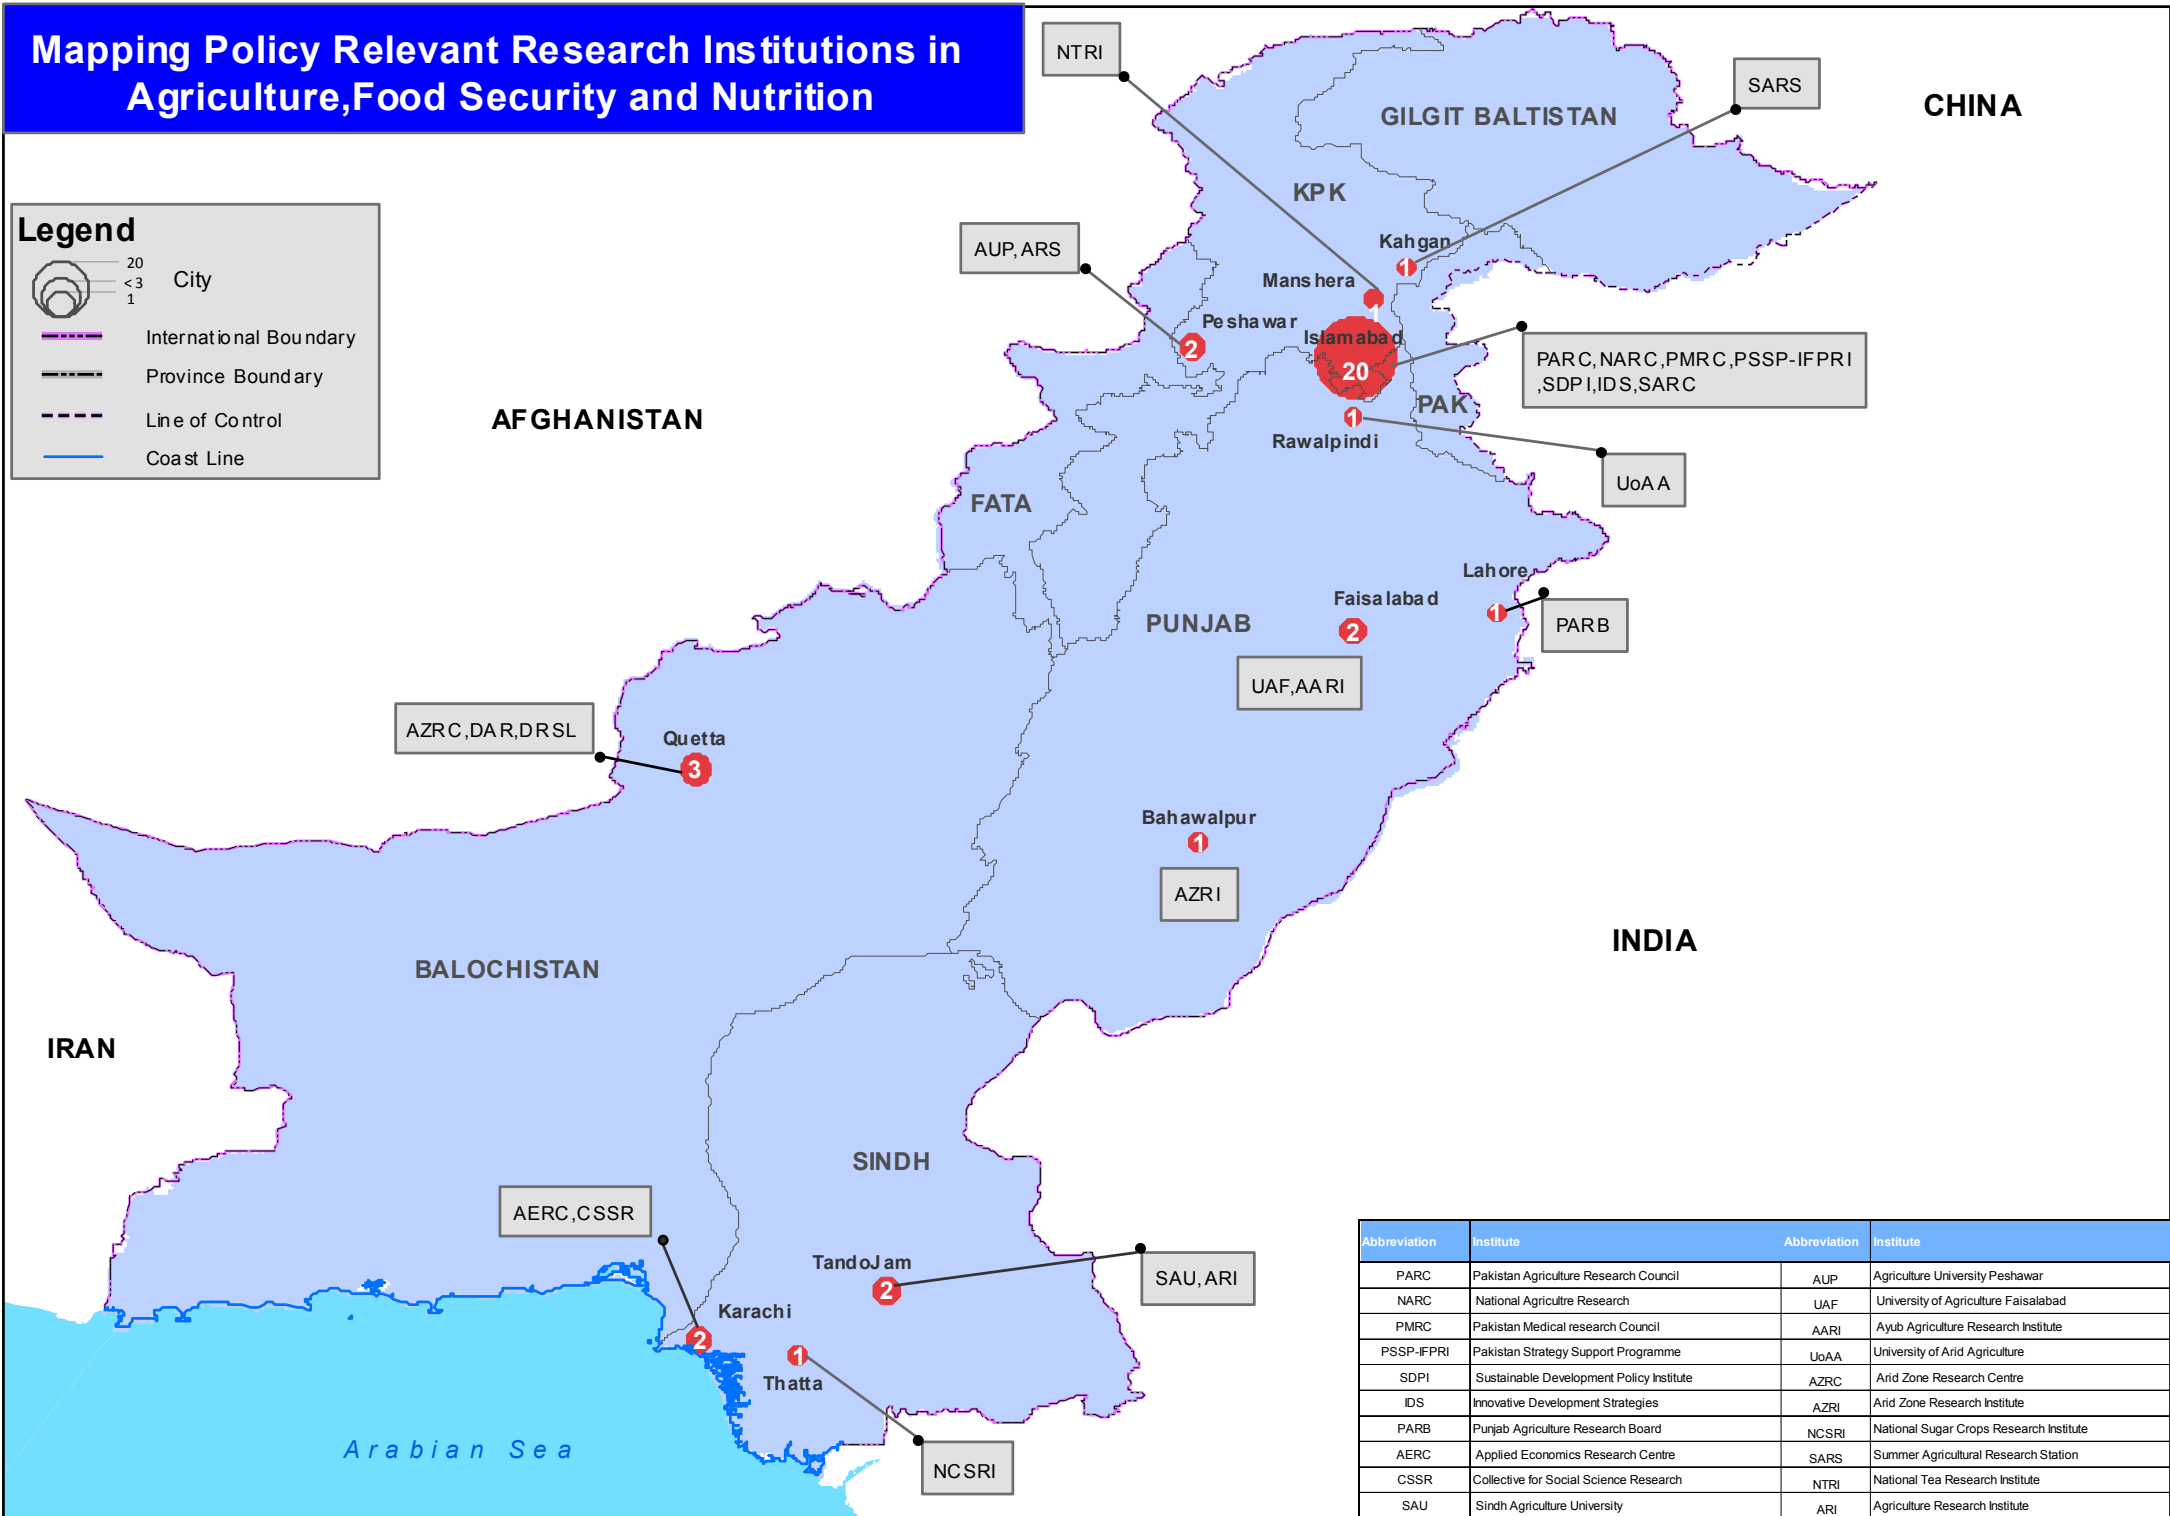 Mapping Policy Relevant Research Institutions in
Agriculture,Food Security and Nutrition
Legend
20
<3
1
City
International Boundary
Province Boundary
Line of Control
Coast Line
NTRI
SARS
CHINA
GILGIT BALTISTAN
KPK
AUP,ARS
Kahgan
1
Manshera
1
Peshawar
2
Islamabad
20
PARC,NARC,PMRC,PSSP-IFPRI
,SDPI,IDS,SARC
PAK
1
Rawalpindi
UoAA
AFGHANISTAN
FATA
Lahore
1
PARB
Faisalabad
2
PUNJAB
UAF,AARI
AZRC,DAR,DRSL
Quetta
3
Bahawalpur
1
AZRI
INDIA
BALOCHISTAN
IRAN
SINDH
AERC,CSSR
TandoJam
2
SAU,ARI
Karachi
2
1
Thatta
NCSRI
Arabian Sea
Abbreviation Institute Abbreviation Institute
PARC Pakistan Agriculture Research Council AUP Agriculture University Peshawar
NARC National Agricultre Research UAF University of Agriculture Faisalabad
PMRC Pakistan Medical research Council AARI Ayub Agriculture Research Institute
PSSP-IFPRI Pakistan Strategy Support Programme UoAA University of Arid Agriculture
SDPI Sustainable Development Policy Institute AZRC Arid Zone Research Centre
IDS Innovative Development Strategies AZRI Arid Zone Research Institute
PARB Punjab Agriculture Research Board NCSRI National Sugar Crops Research Institute
AERC Applied Economics Research Centre SARS Summer Agricultural Research Station
CSSR Collective for Social Science Research NTRI National Tea Research Institute
SAU Sindh Agriculture University ARI Agriculture Research Institute